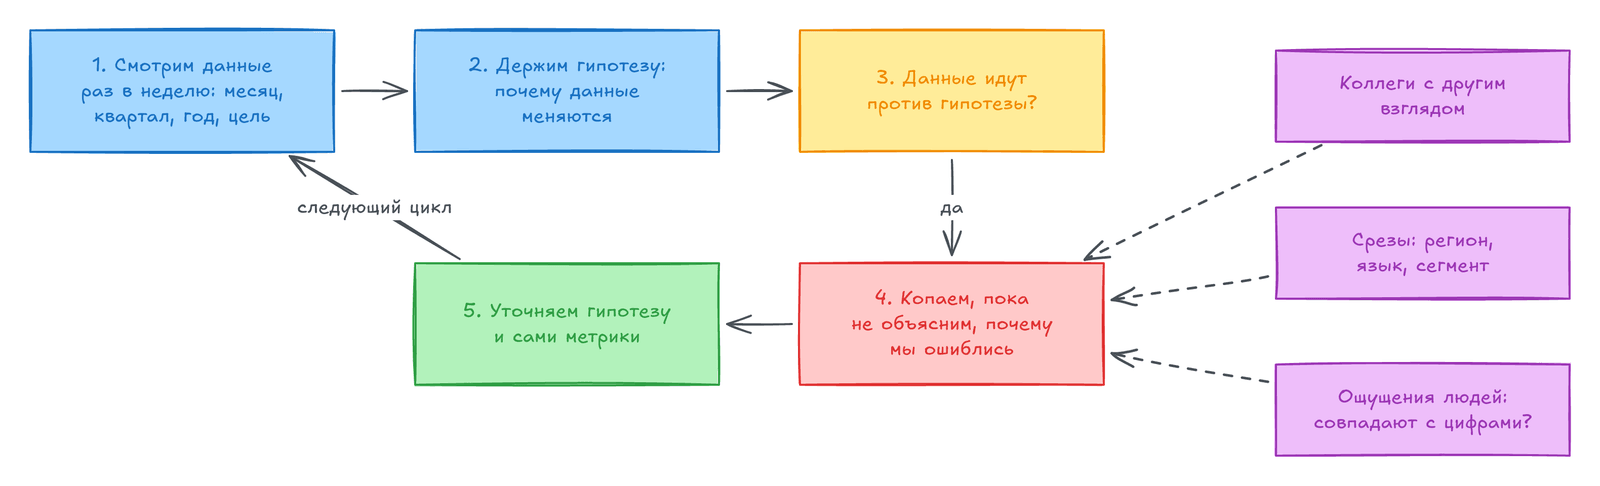 1. Смотрим данные
раз в неделю: месяц,
квартал, год, цель
2. Держим гипотезу:
почему данные
меняются
3. Данные идут
против гипотезы?
Коллеги с другим
взглядом
следующий цикл
да
Срезы: регион,
язык, сегмент
5. Уточняем гипотезу
и сами метрики
4. Копаем, пока
не объясним, почему
мы ошиблись
Ощущения людей:
совпадают с цифрами?